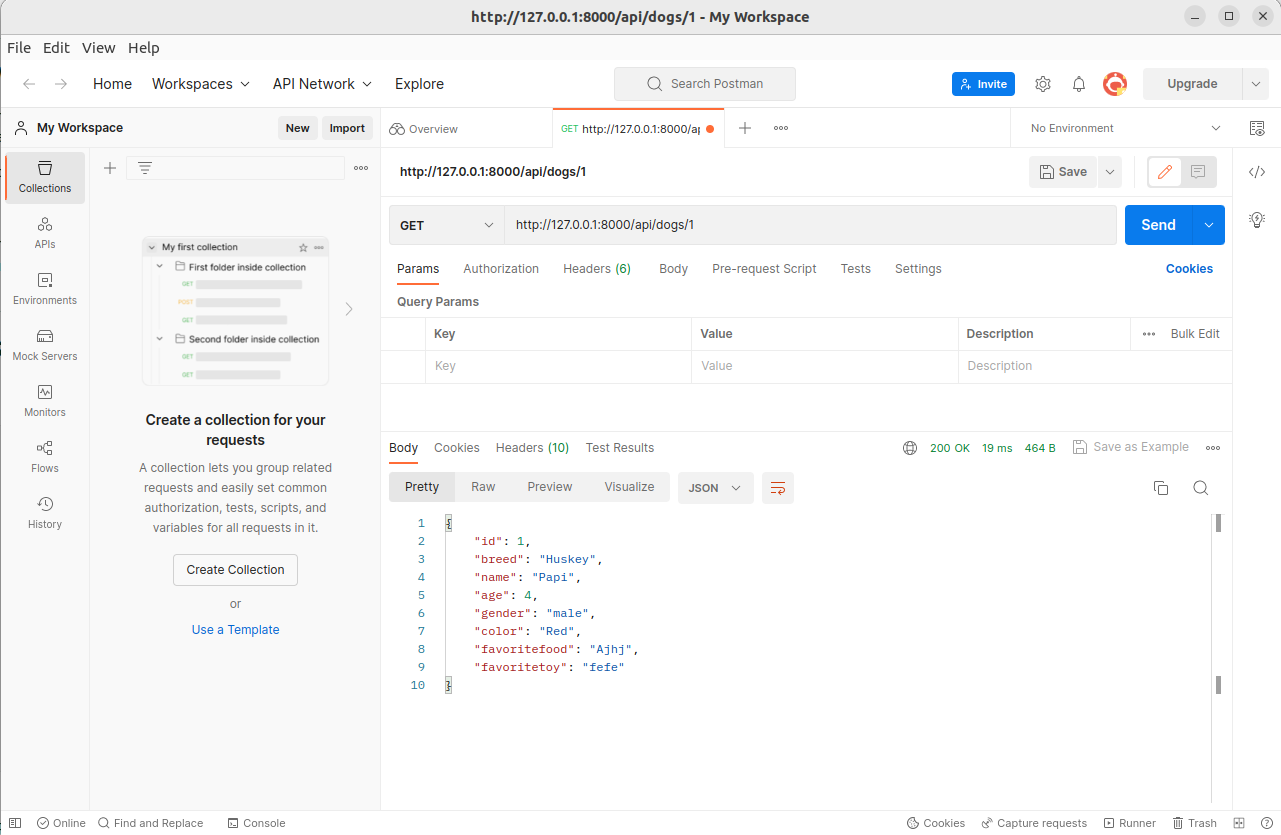 http://127.0.0.1:8000/api/dogs/1 - My Workspace
File Edit View Help
Home Workspaces API Network Explore Search Postman Invite Upgrade
My Workspace New Import Overview GET http://127.0.0.1:8000/ap No Environment
Collections
APIs
Environments
Mock Servers
Monitors
Flows
History
My first collection
First folder inside collection
GET
POST
GET
Second folder inside collection
GET
GET
Create a collection for your
requests
A collection lets you group related
requests and easily set common
authorization, tests, scripts, and
variables for all requests in it.
Create Collection
or
Use a Template
http://127.0.0.1:8000/api/dogs/1 Save
GET http://127.0.0.1:8000/api/dogs/1 Send
Params Authorization Headers (6) Body Pre-request Script Tests Settings Cookies
Query Params
Key Value Description Bulk Edit
Key Value Description
Body Cookies Headers (10) Test Results 200 OK 19 ms 464 B Save as Example
Pretty Raw Preview Visualize JSON
1 {
2 "id": 1,
3 "breed": "Huskey",
4 "name": "Papi",
5 "age": 4,
6 "gender": "male",
7 "color": "Red",
8 "favoritefood": "Ajhj",
9 "favoritetoy": "fefe"
10 }
Online Find and Replace Console Cookies Capture requests Runner Trash